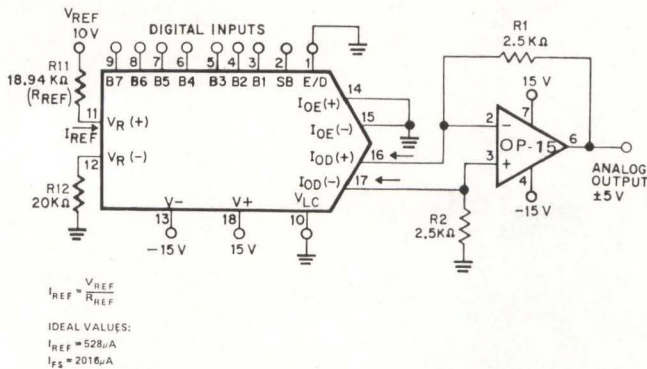 VREF
10V
DIGITAL INPUTS
R11
18.94 KΩ
(RREF)
9 8 7 6 5 4 3 2 1
B7 B6 B5 B4 B3 B2 B1 SB E/D
R1
2.5KΩ
11
VR(+)
IREF
12
VR(-)
R12
20KΩ
14
IOE(+)
15
IOE(-)
IOD(+)
16
IOD(-)
17
V-
13
-15V
V+
18
15V
VLC
10
15V
7
2
-
OP-15
6
3
+
4
-15V
ANALOG
OUTPUT
±5V
R2
2.5KΩ
IREF = VREF
RREF
IDEAL VALUES:
IREF = 528µA
IFS = 2016µA